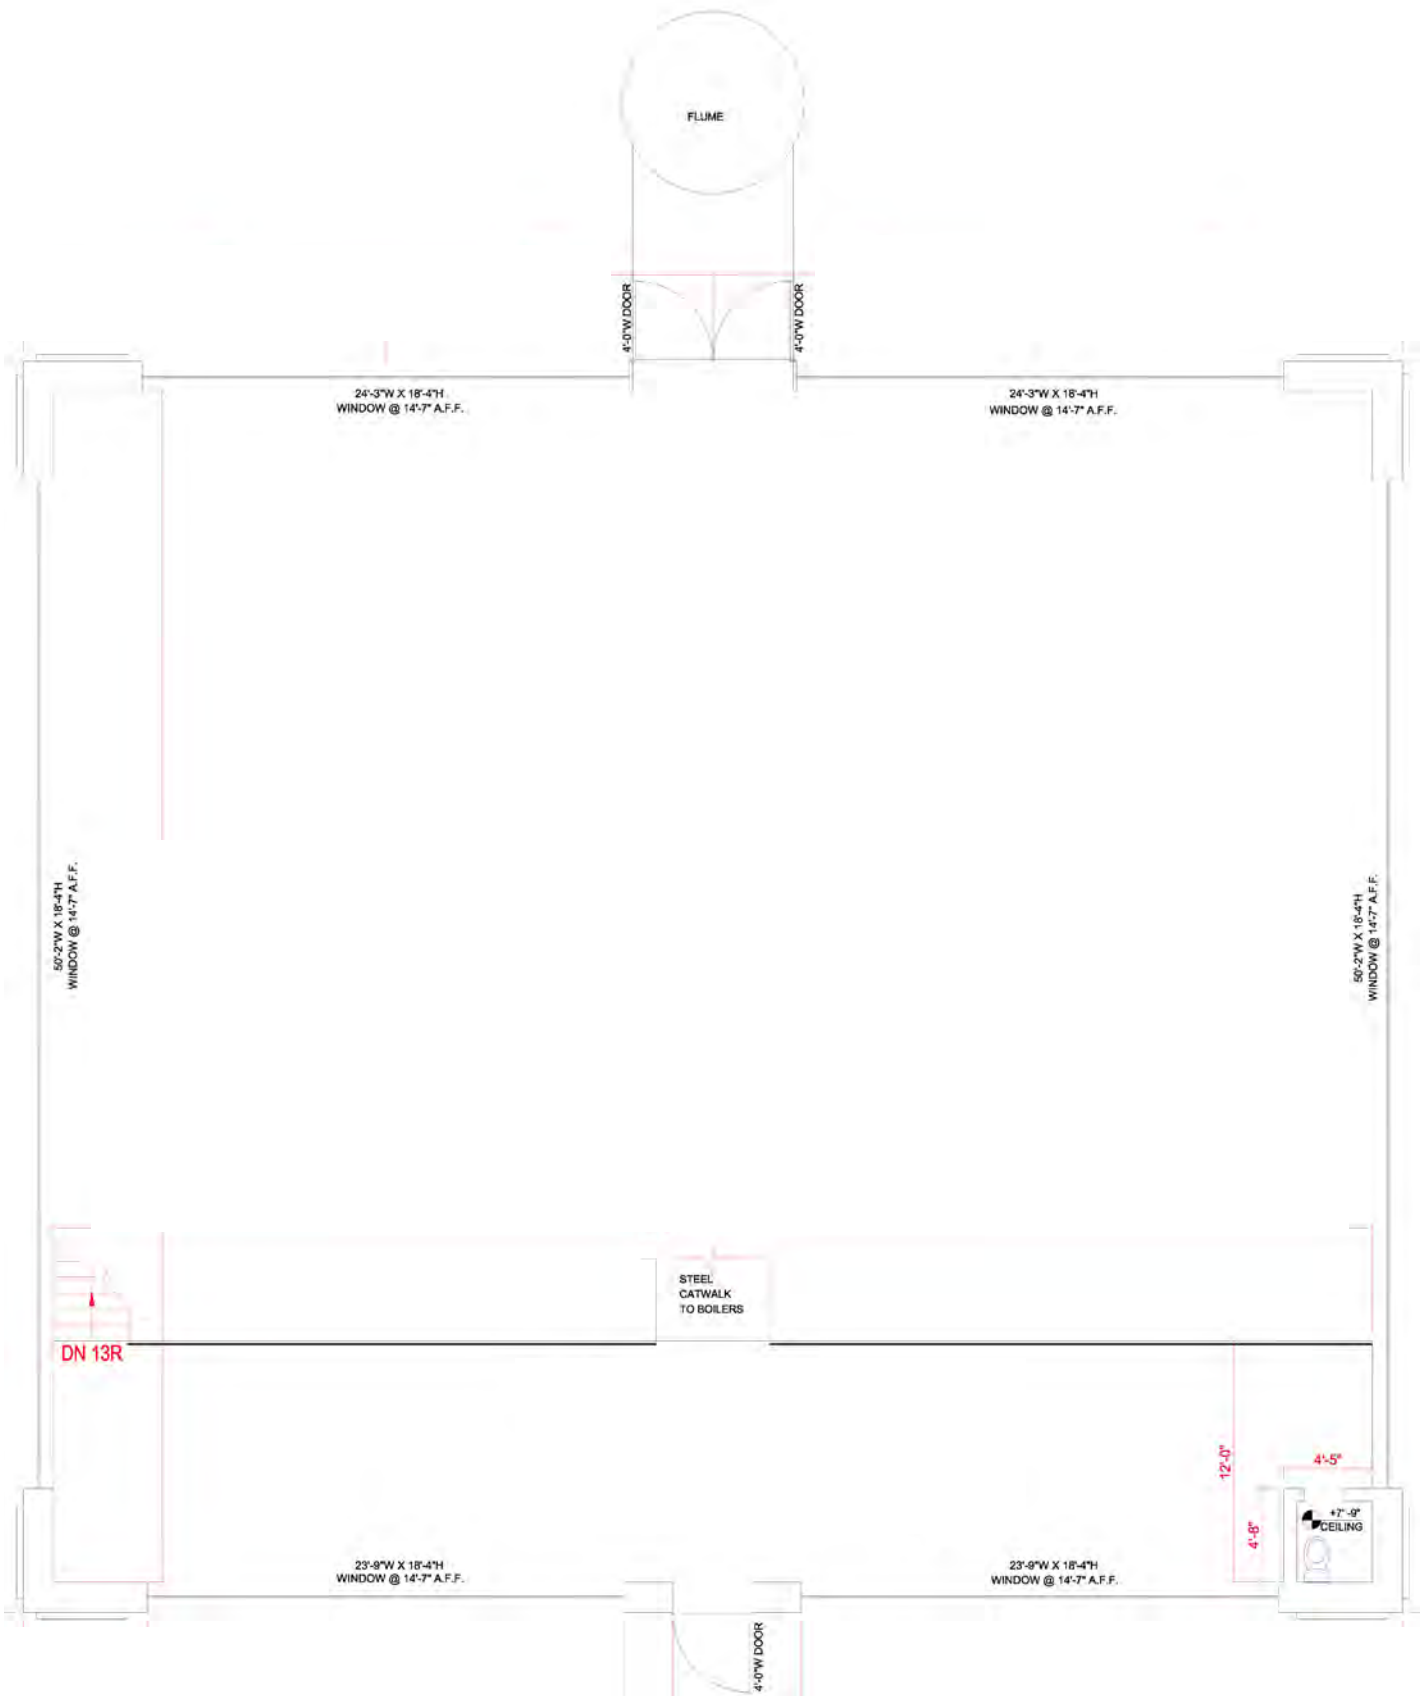 FLUME
4'-0"W DOOR
4'-0"W DOOR
24'-3"W X 18'-4"H
WINDOW @ 14'-7" A.F.F.
24'-3"W X 18'-4"H
WINDOW @ 14'-7" A.F.F.
50'-2"W X 18'-4"H
WINDOW @ 14'-7" A.F.F.
50'-2"W X 18'-4"H
WINDOW @ 14'-7" A.F.F.
STEEL
CATWALK
TO BOILERS
DN 13R
12'-0"
4'-5"
4'-8"
+7'-9"
CEILING
23'-9"W X 18'-4"H
WINDOW @ 14'-7" A.F.F.
23'-9"W X 18'-4"H
WINDOW @ 14'-7" A.F.F.
4'-0"W DOOR